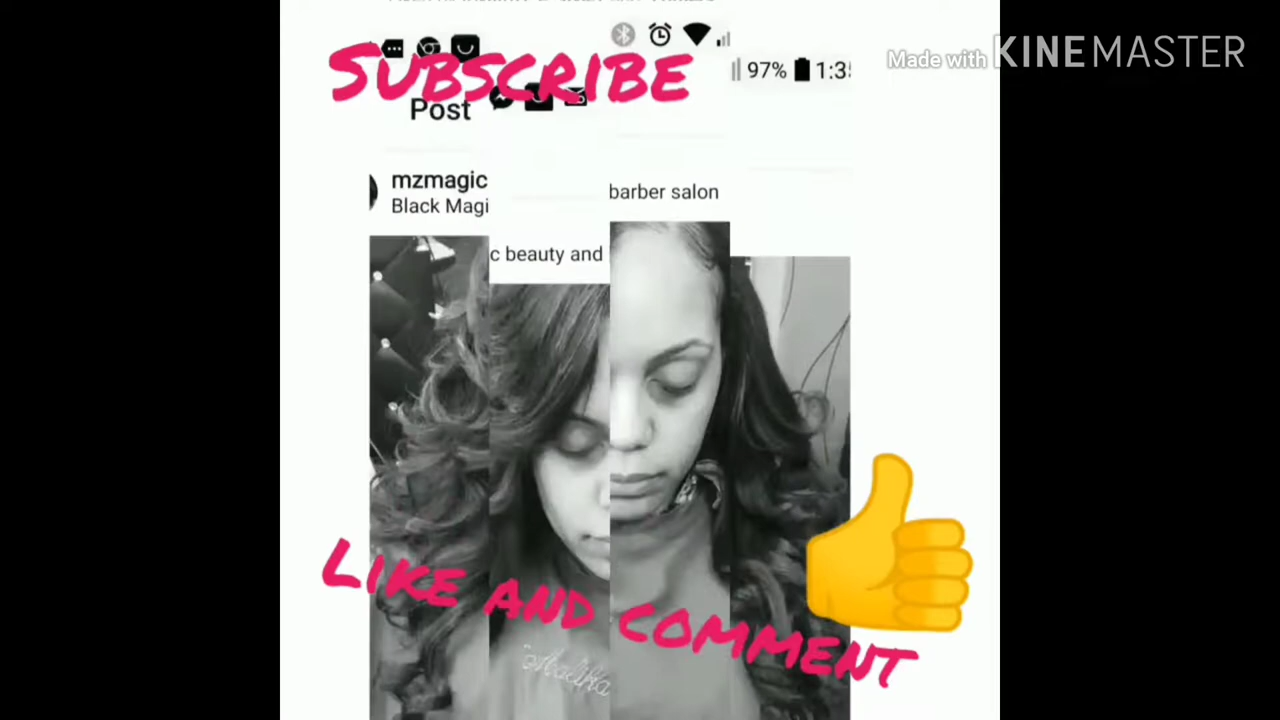 Made with KINEMASTER
SUBSCRIBE
97% 1:3
Post
mzmagic
Black Magi
c beauty and
barber salon
LIKE AND COMMENT